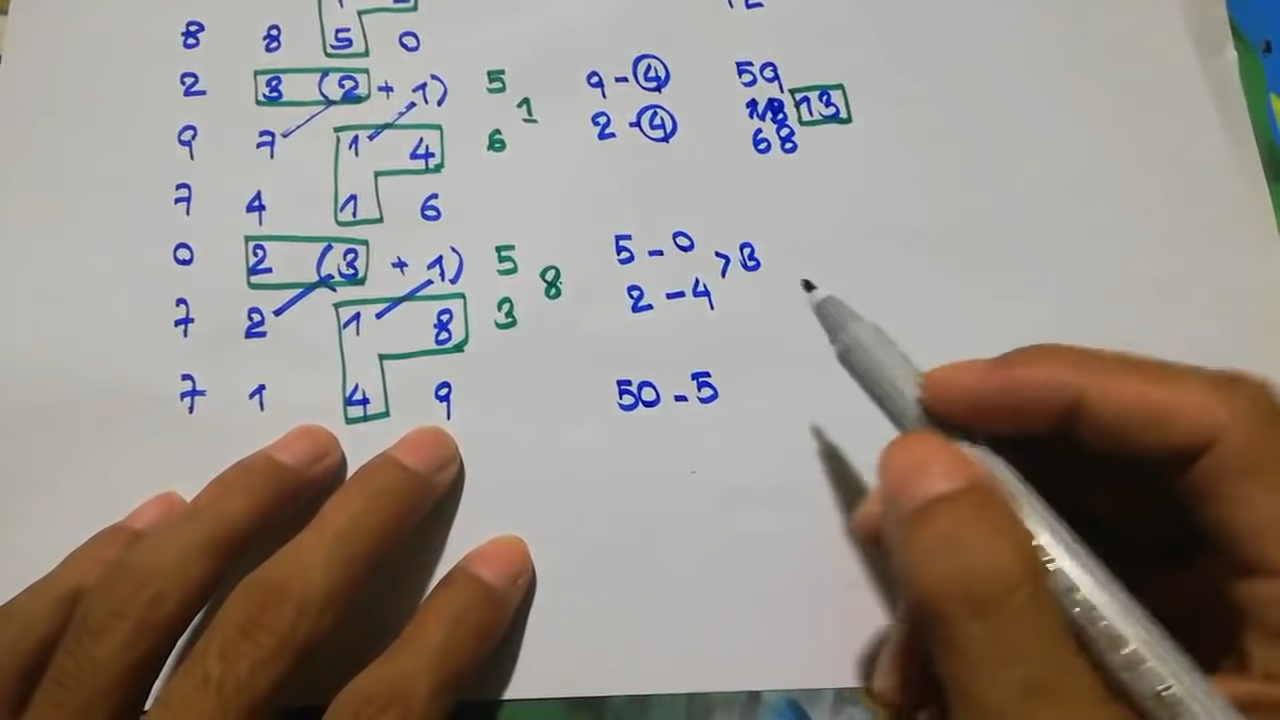 8 8 5 0
2 3 (2 + 1) 5 9 - 4 59
1 13
9 7 1 4 6 2 - 4 68
7 4 1 6
0 2 (3 + 1) 5 5 - 0
8 > B
7 2 1 8 3 2 - 4
7 1 4 9 50 - 5